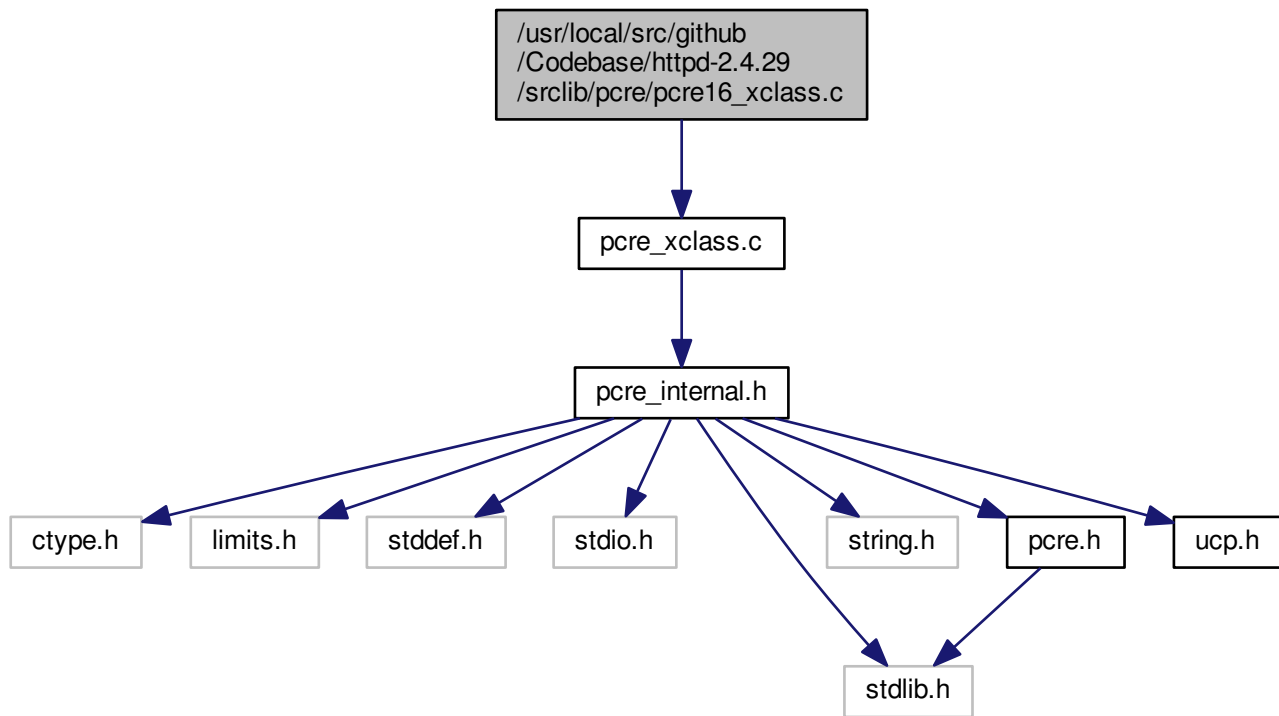 /usr/local/src/github
/Codebase/httpd-2.4.29
/srclib/pcre/pcre16_xclass.c
pcre_xclass.c
pcre_internal.h
ctype.h
limits.h
stddef.h
stdio.h
string.h
pcre.h
ucp.h
stdlib.h